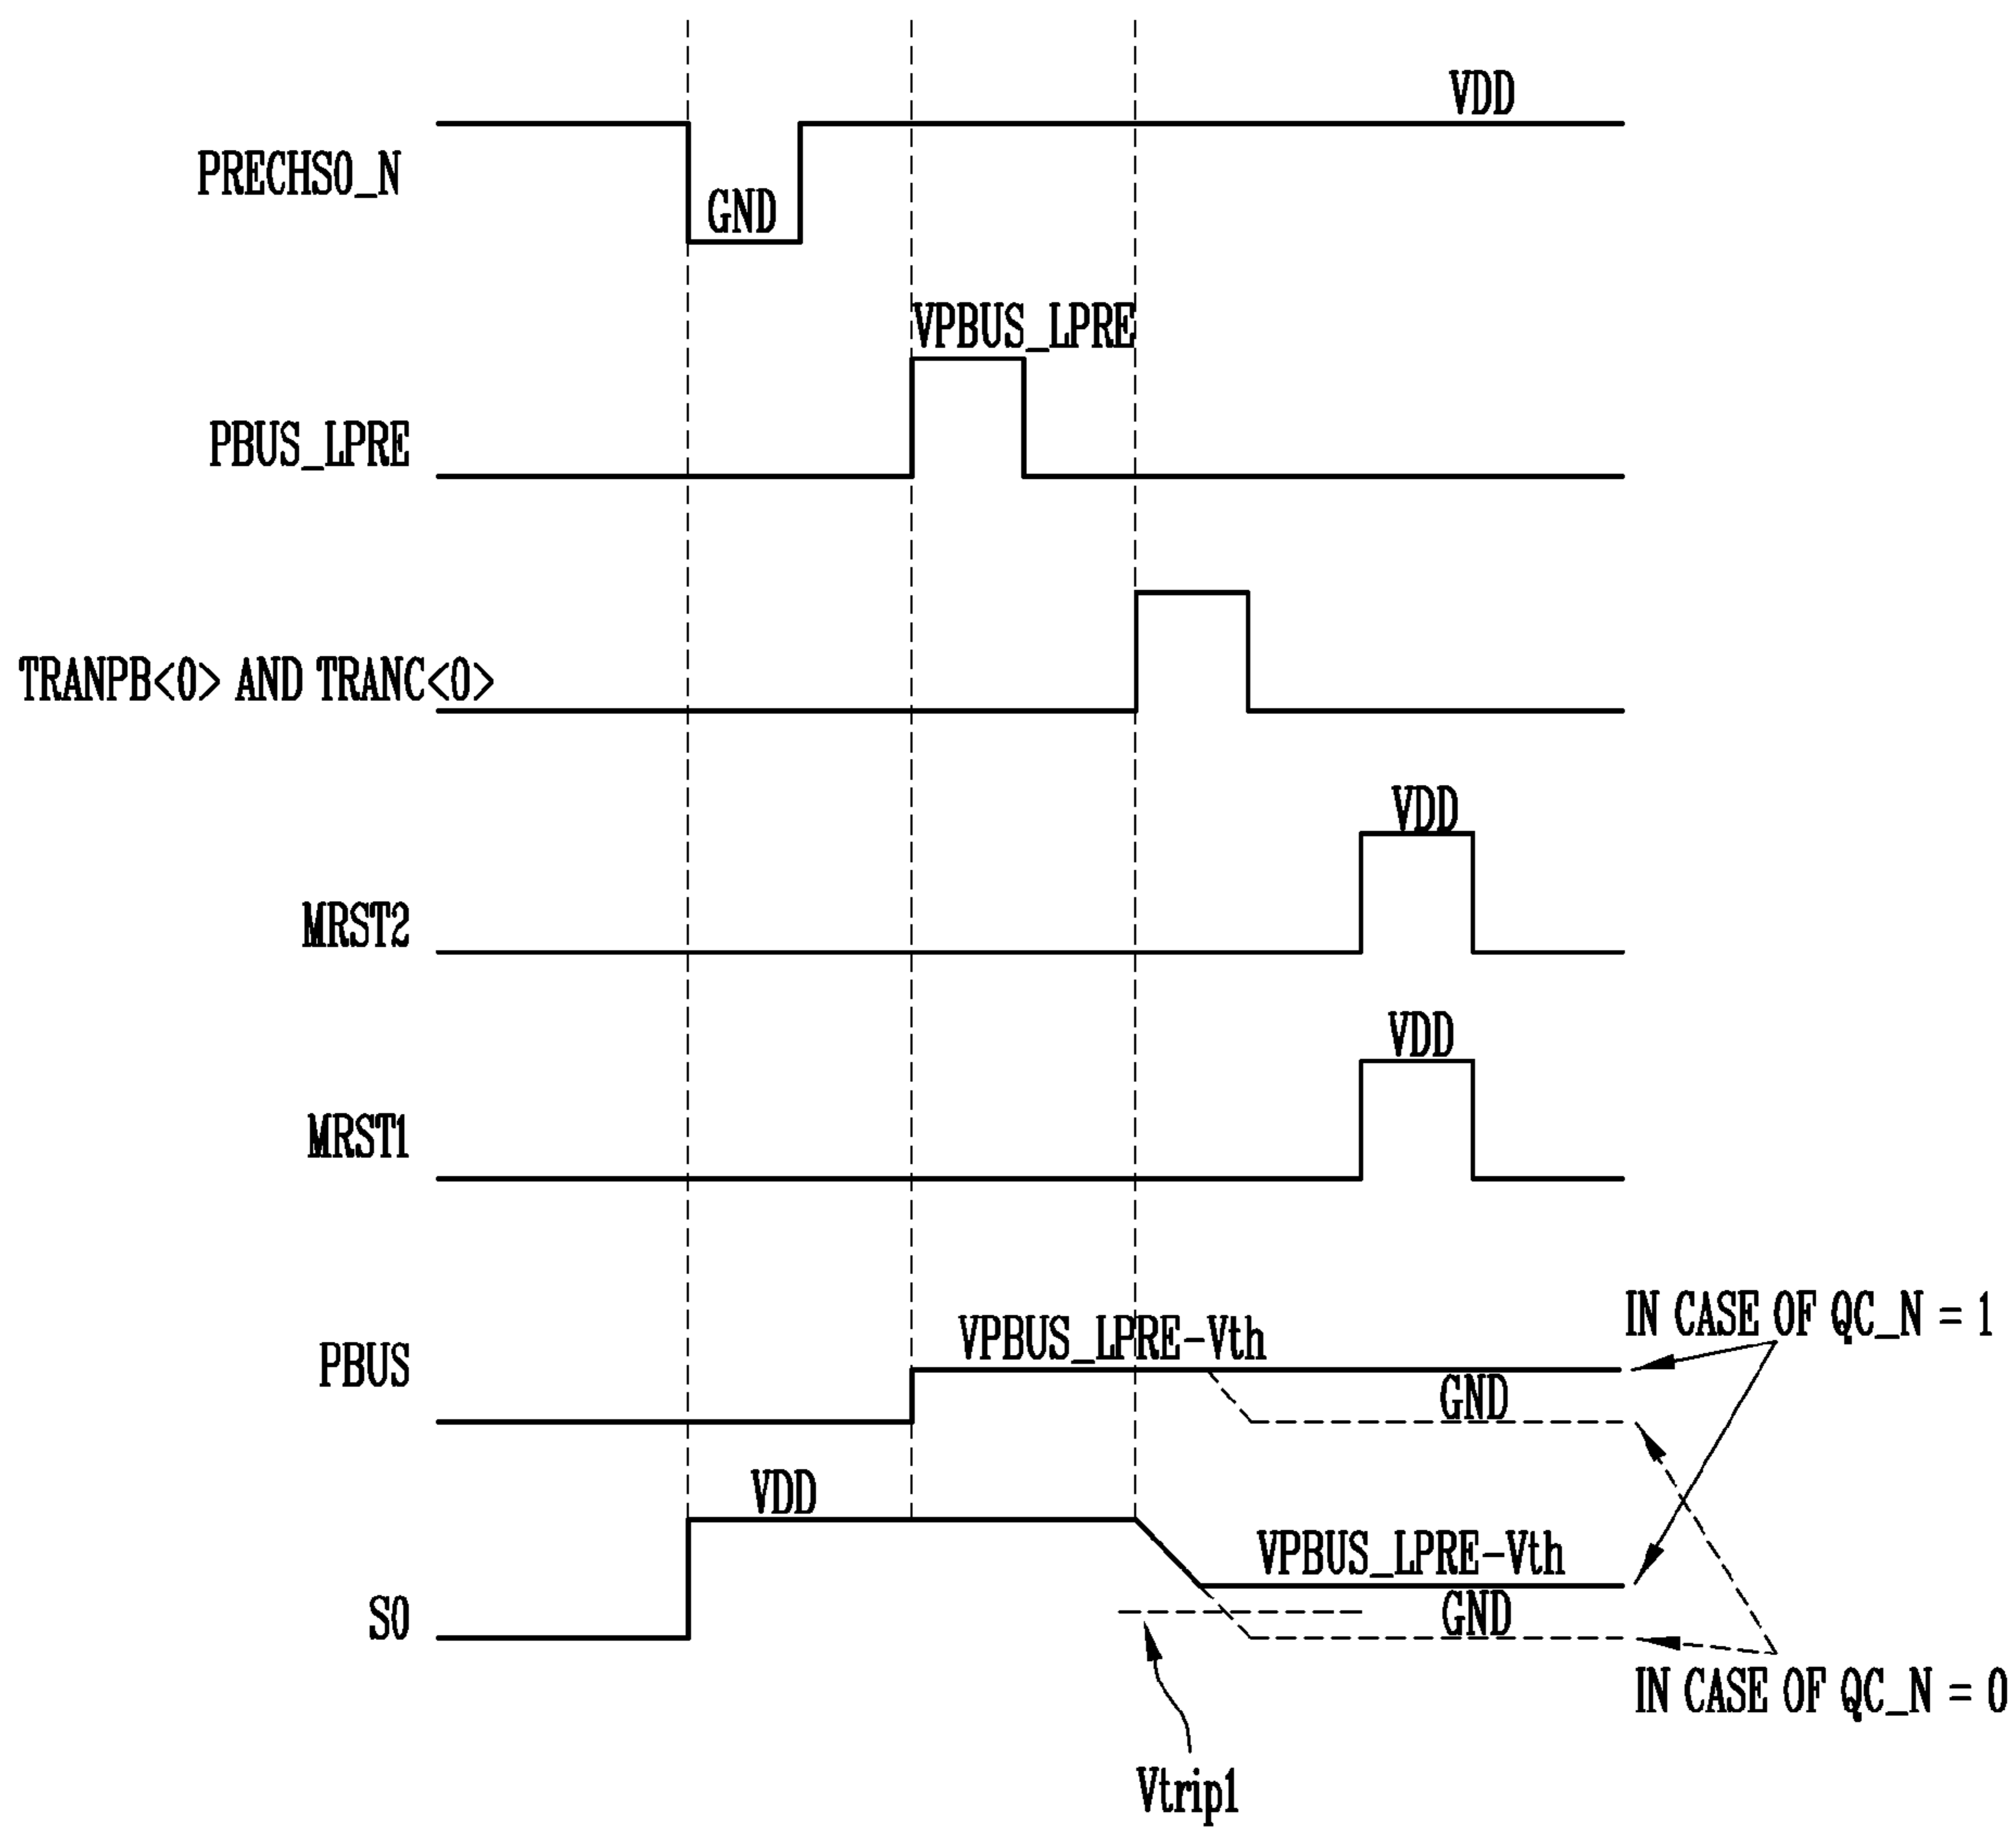 VDD
PRECHSO_N
GND
VPBUS_LPRE
PBUS_LPRE
TRANPB<0> AND TRANC<0>
VDD
MRST2
VDD
MRST1
IN CASE OF QC_N = 1
VPBUS_LPRE-Vth
PBUS
GND
VDD
VPBUS_LPRE-Vth
SO
GND
IN CASE OF QC_N = 0
Vtrip1